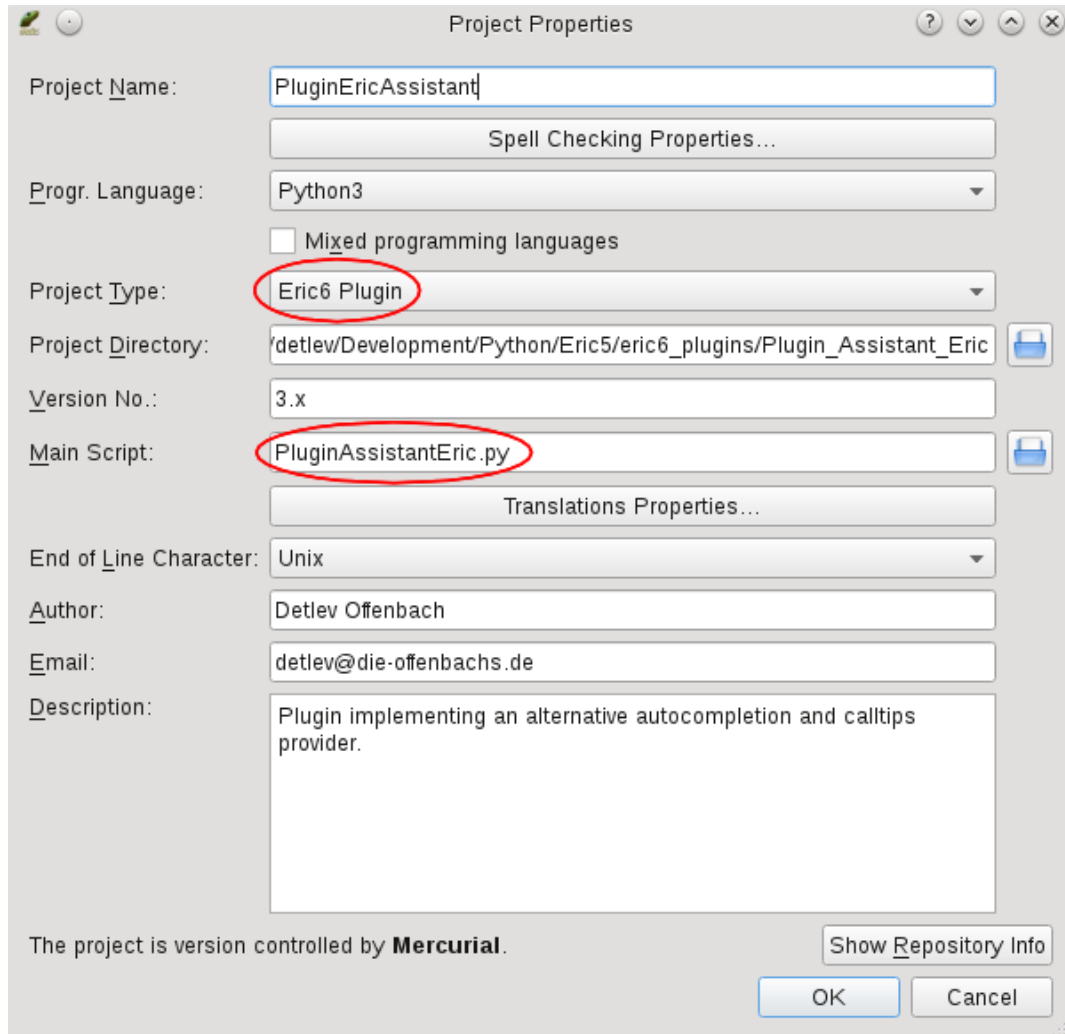 Project Properties
Project Name: PluginEricAssistant
Spell Checking Properties...
Progr. Language: Python3
Mixed programming languages
Project Type: Eric6 Plugin
Project Directory: /detlev/Development/Python/Eric5/eric6_plugins/Plugin_Assistant_Eric
Version No.: 3.x
Main Script: PluginAssistantEric.py
Translations Properties...
End of Line Character: Unix
Author: Detlev Offenbach
Email: detlev@die-offenbachs.de
Description: Plugin implementing an alternative autocompletion and calltips
provider.
The project is version controlled by Mercurial. Show Repository Info
OK Cancel